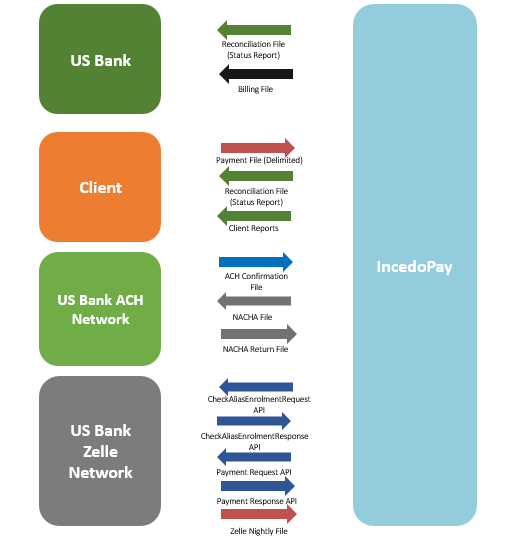 US Bank
Reconciliation File
(Status Report)
Billing File
Client
Payment File (Delimited)
Reconciliation File
(Status Report)
Client Reports
IncedoPay
US Bank ACH
Network
ACH Confirmation
File
NACHA File
NACHA Return File
US Bank
Zelle
Network
CheckAliasEnrolmentRequest
API
CheckAliasEnrolmentResponse
API
Payment Request API
Payment Response API
Zelle Nightly File